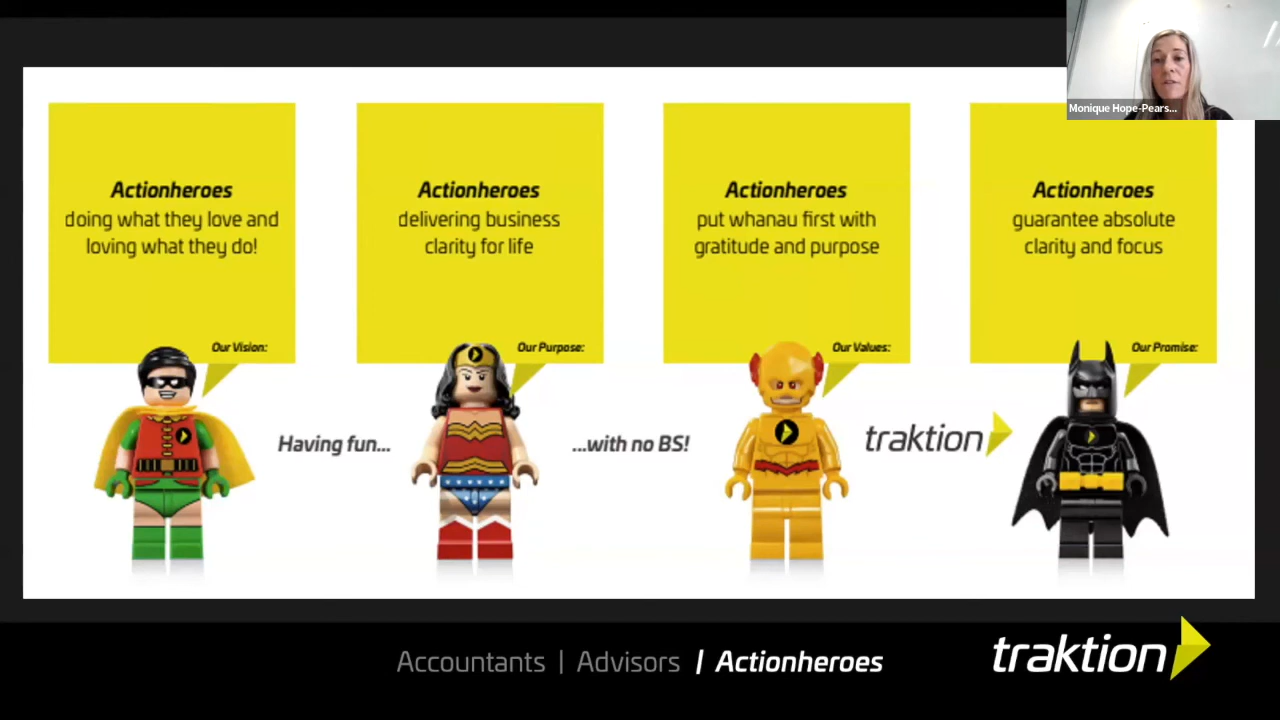 Monique Hope-Pears...
Actionheroes
doing what they love and
loving what they do!
Our Vision:
Actionheroes
delivering business
clarity for life
Our Purpose:
Actionheroes
put whanau first with
gratitude and purpose
Our Values:
Actionheroes
guarantee absolute
clarity and focus
Our Promise:
Having fun...
...with no BS!
traktion
Accountants | Advisors | Actionheroes
traktion